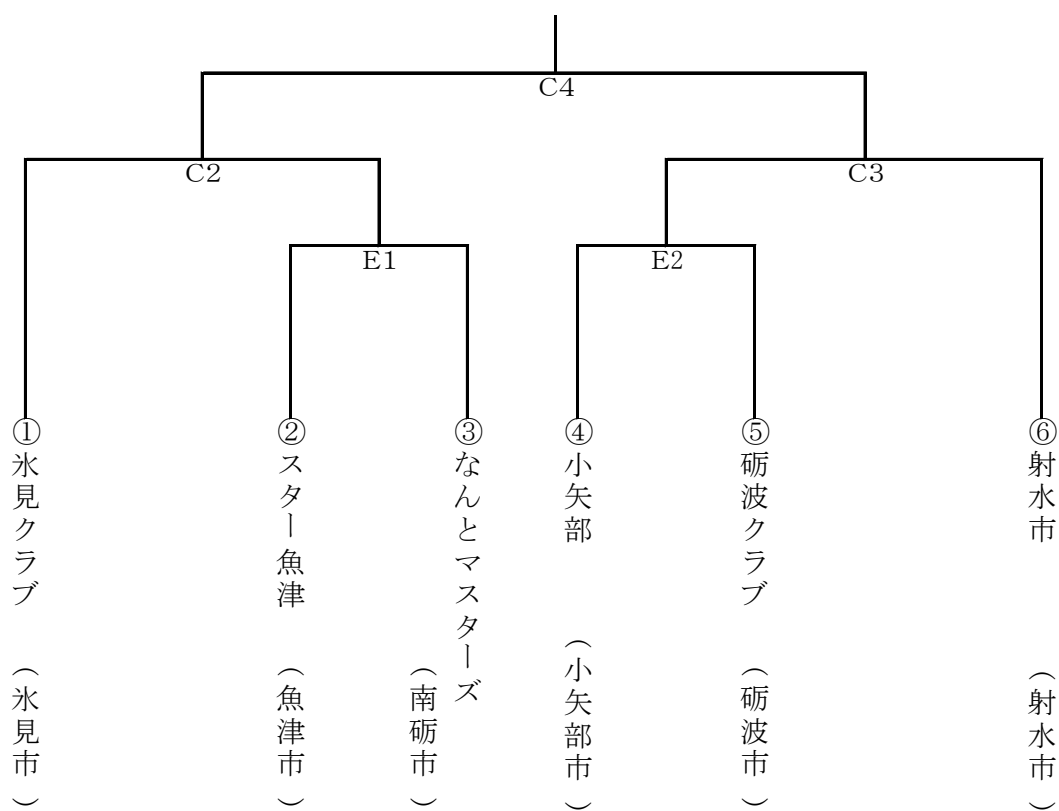 C4
C2
C3
E1
E2
①氷見クラブ (氷見市)
②スター魚津 (魚津市)
③なんとマスターズ
(南砺市)
④小矢部 (小矢部市)
⑤砺波クラブ (砺波市)
⑥射水市 (射水市)